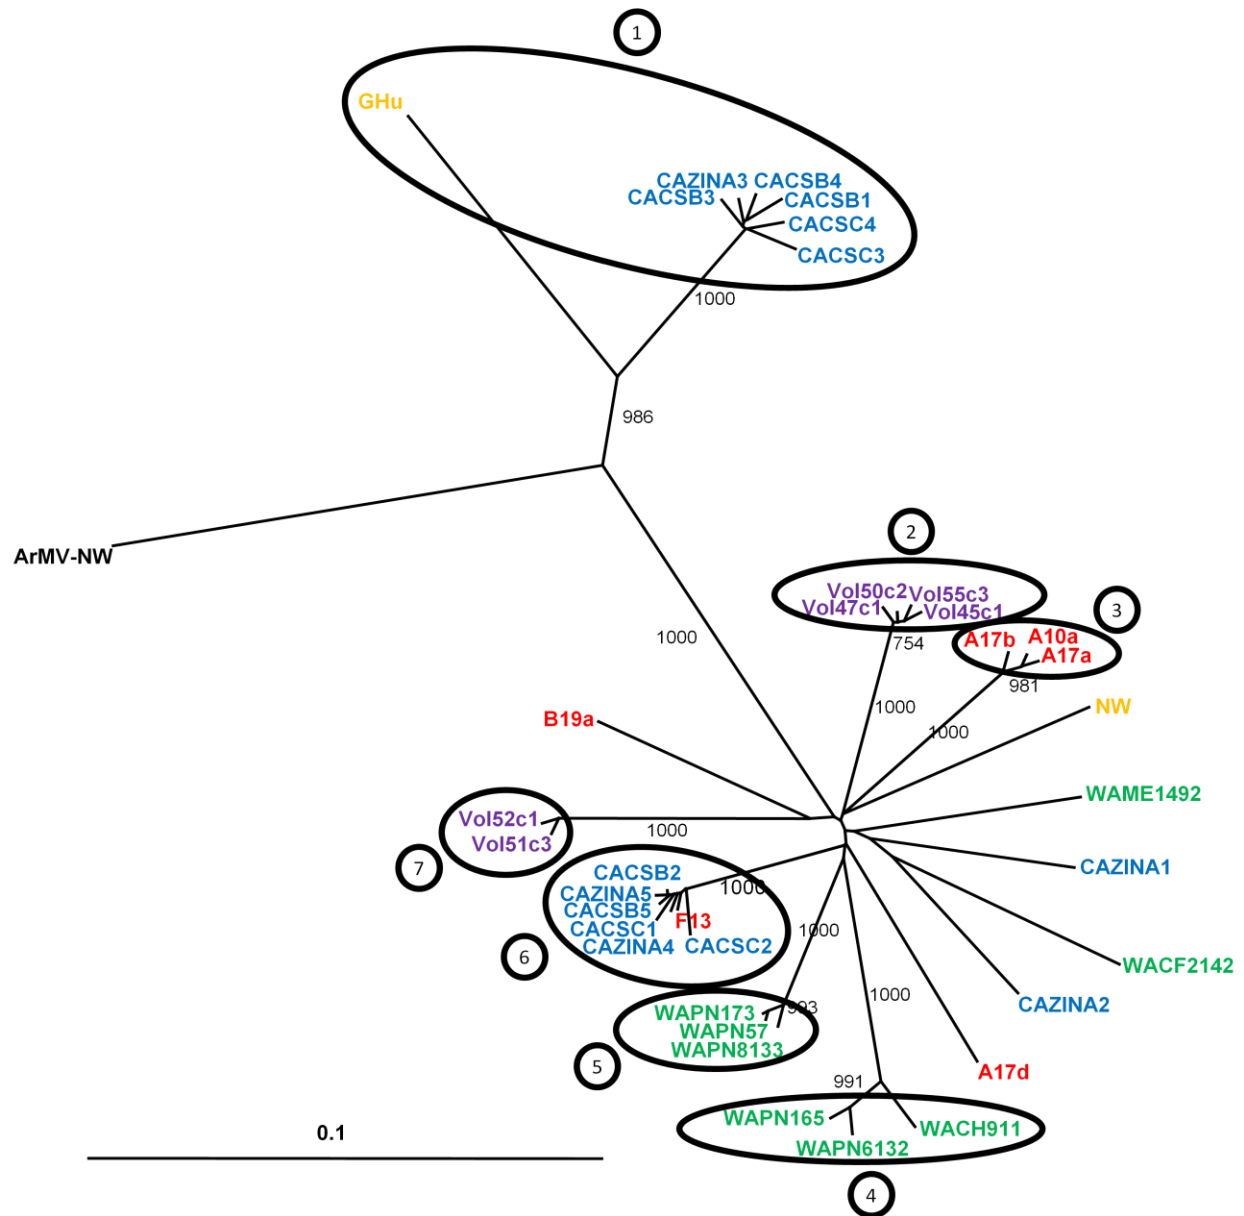 1
GHu
CAZINA3 CACSB4
CACSB3
CACSB1
CACSC4
CACSC3
1000
986
ArMV-NW
2
Vol50c2 Vol55c3
Vol47c1
Vol45c1
3
754
A17b
A10a
A17a
981
1000
1000
1000
NW
B19a
WAME1492
Vol52c1
Vol51c3
1000
7
CAZINA1
CACSB2
CAZINA5
CACSB5
F13
CACSC1
CAZINA4
CACSC2
1000
6
1000
WACF2142
1000
CAZINA2
WAPN173
993
WAPN57
WAPN8133
5
A17d
991
WAPN165
WACH911
WAPN6132
0.1
4